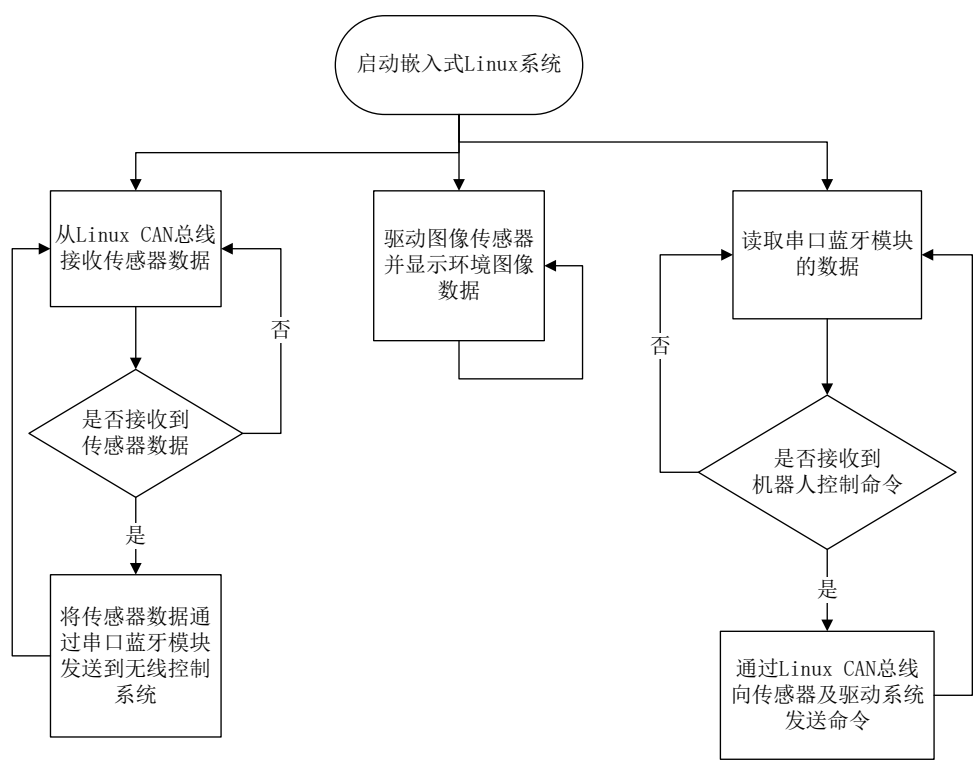 启动嵌入式Linux系统
从Linux CAN总线
接收传感器数据
否
是否接收到
传感器数据
是
将传感器数据通
过串口蓝牙模块
发送到无线控制
系统
驱动图像传感器
并显示环境图像
数据
读取串口蓝牙模块
的数据
否
是否接收到
机器人控制命令
是
通过Linux CAN总线
向传感器及驱动系统
发送命令